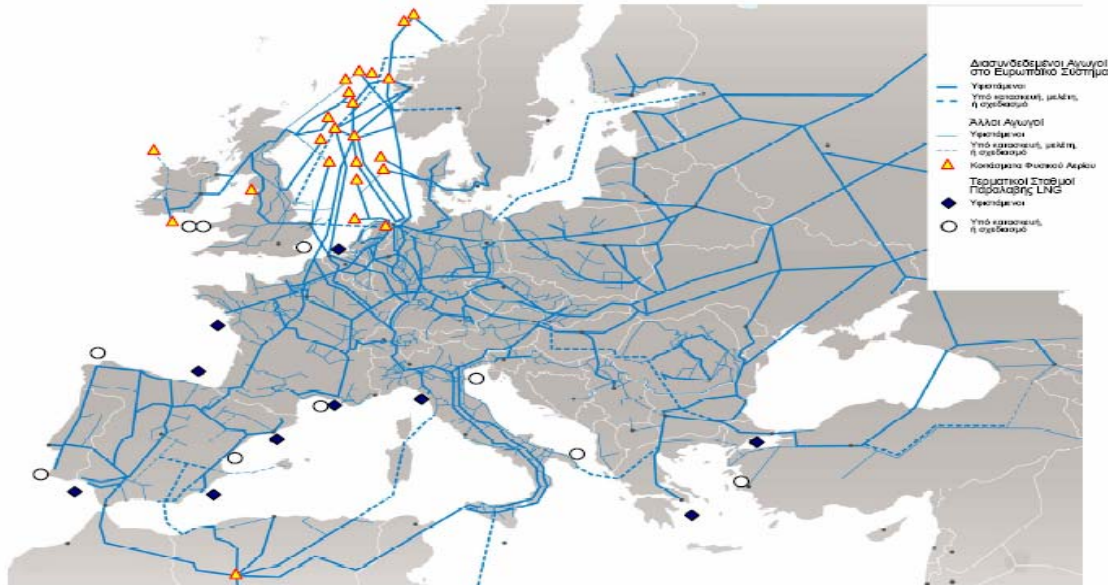 Διασυνδεδεμένοι Αγωγοί
στο Ευρωπαϊκό Σύστημα
Υφιστάμενοι
Υπό κατασκευή, μελέτη,
ή σχεδιασμό
Άλλοι Αγωγοί
Υφιστάμενοι
Υπό κατασκευή, μελέτη,
ή σχεδιασμό
Κοιτάσματα Φυσικού Αερίου
Τερματικοί Σταθμοί
Παραλαβής LNG
Υφιστάμενοι
Υπό κατασκευή,
ή σχεδιασμό